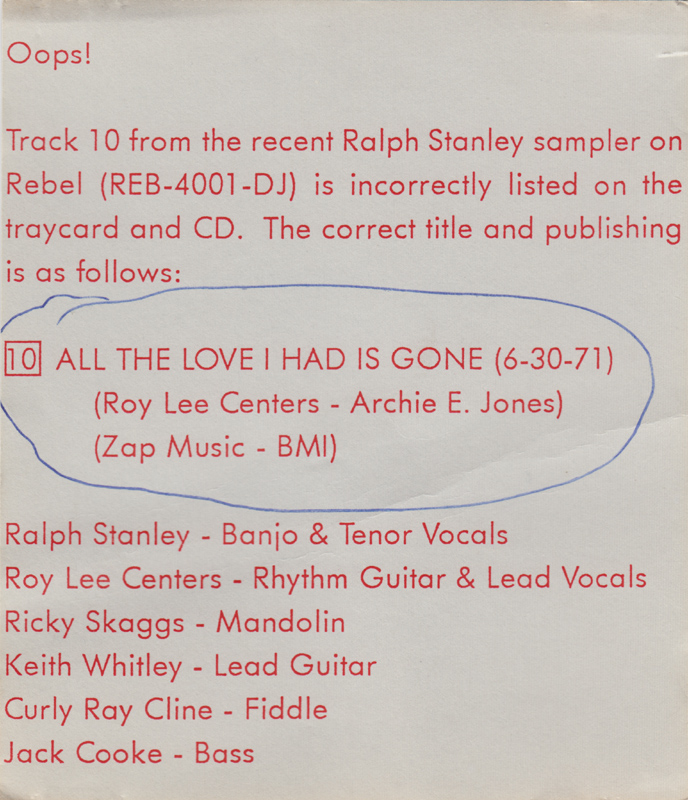 Oops!
Track 10 from the recent Ralph Stanley sampler on
Rebel (REB-4001-DJ) is incorrectly listed on the
traycard and CD. The correct title and publishing
is as follows:
10 ALL THE LOVE I HAD IS GONE (6-30-71)
(Roy Lee Centers - Archie E. Jones)
(Zap Music - BMI)
Ralph Stanley - Banjo & Tenor Vocals
Roy Lee Centers - Rhythm Guitar & Lead Vocals
Ricky Skaggs - Mandolin
Keith Whitley - Lead Guitar
Curly Ray Cline - Fiddle
Jack Cooke - Bass